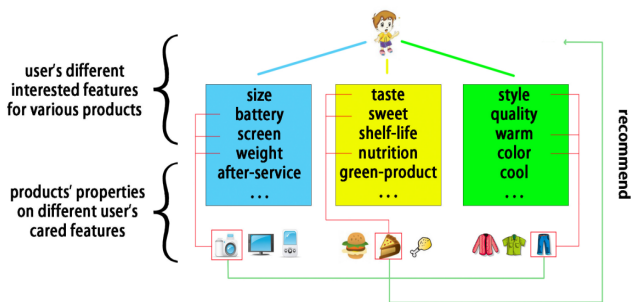 user's different
interested features
for various products
products' properties
on different user's
cared features
size
battery
screen
weight
after-service
...
taste
sweet
shelf-life
nutrition
green-product
...
style
quality
warm
color
cool
...
recommend